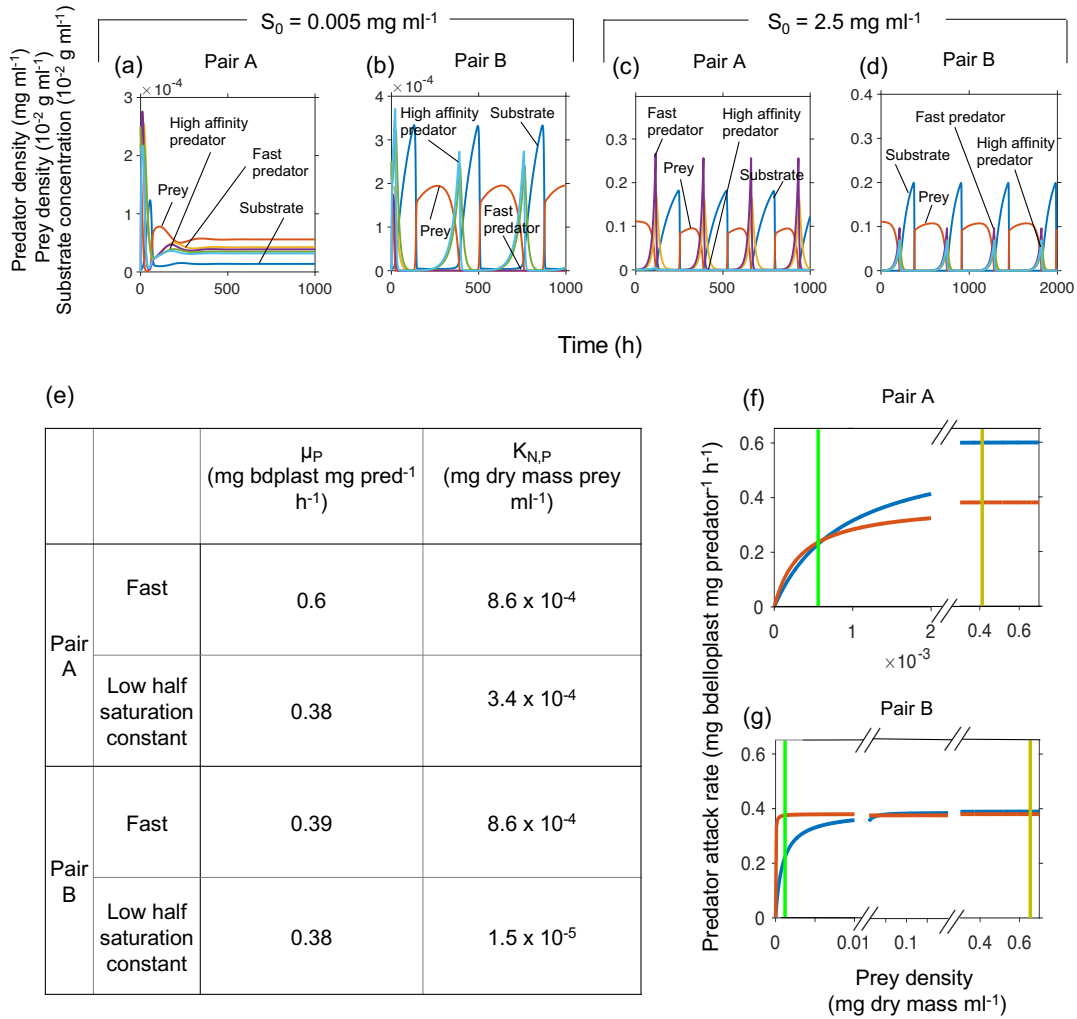 S₀ = 0.005 mg ml⁻¹
S₀ = 2.5 mg ml⁻¹
(a)
Pair A
(b)
Pair B
(c)
Pair A
(d)
Pair B
Predator density (mg ml⁻¹)
Prey density (10⁻² g ml⁻¹)
Substrate concentration (10⁻² g ml⁻¹)
×10⁻⁴
3
2
1
0
0
500
1000
High affinity
predator
Fast
predator
Prey
Substrate
×10⁻⁴
4
3
2
1
0
0
500
1000
High affinity
predator
Substrate
Prey
Fast
predator
0.3
0.2
0.1
0
0
500
1000
Fast
predator
High affinity
predator
Prey
Substrate
0.4
0.3
0.2
0.1
0
0
1000
2000
Fast predator
High
affinity
predator
Substrate
Prey
Time (h)
(e)
μP
(mg bdplast mg pred⁻¹
h⁻¹)
K_N,P
(mg dry mass prey
ml⁻¹)
Pair
A
Fast
0.6
8.6 x 10⁻⁴
Low half
saturation
constant
0.38
3.4 x 10⁻⁴
Pair
B
Fast
0.39
8.6 x 10⁻⁴
Low half
saturation
constant
0.38
1.5 x 10⁻⁵
Predator attack rate (mg bdelloplast mg predator⁻¹ h⁻¹)
(f)
Pair A
0.6
0.4
0.2
0
0
1
2
×10⁻³
0.4
0.6
(g)
Pair B
0.6
0.4
0.2
0
0
0.01
0.1
0.4
0.6
Prey density
(mg dry mass ml⁻¹)